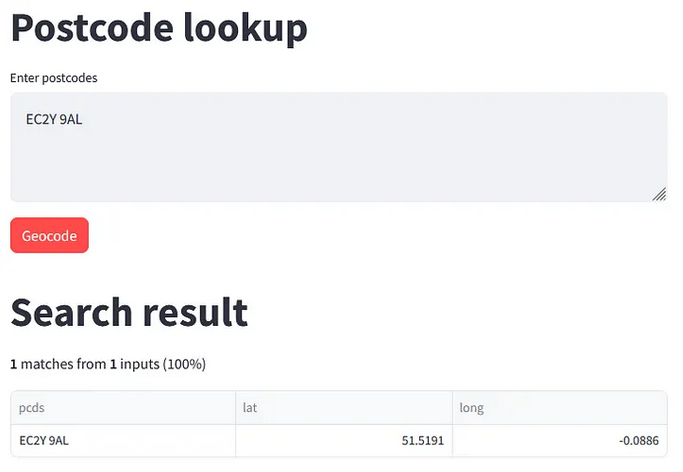 Postcode lookup
Enter postcodes
EC2Y 9AL
Geocode
Search result
1 matches from 1 inputs (100%)
pcds lat long
EC2Y 9AL 51.5191 -0.0886